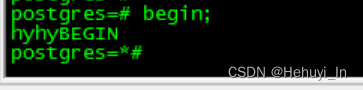 postgres=# begin;
hyhyBEGIN
postgres=*#
CSDN @Hehuyi_In